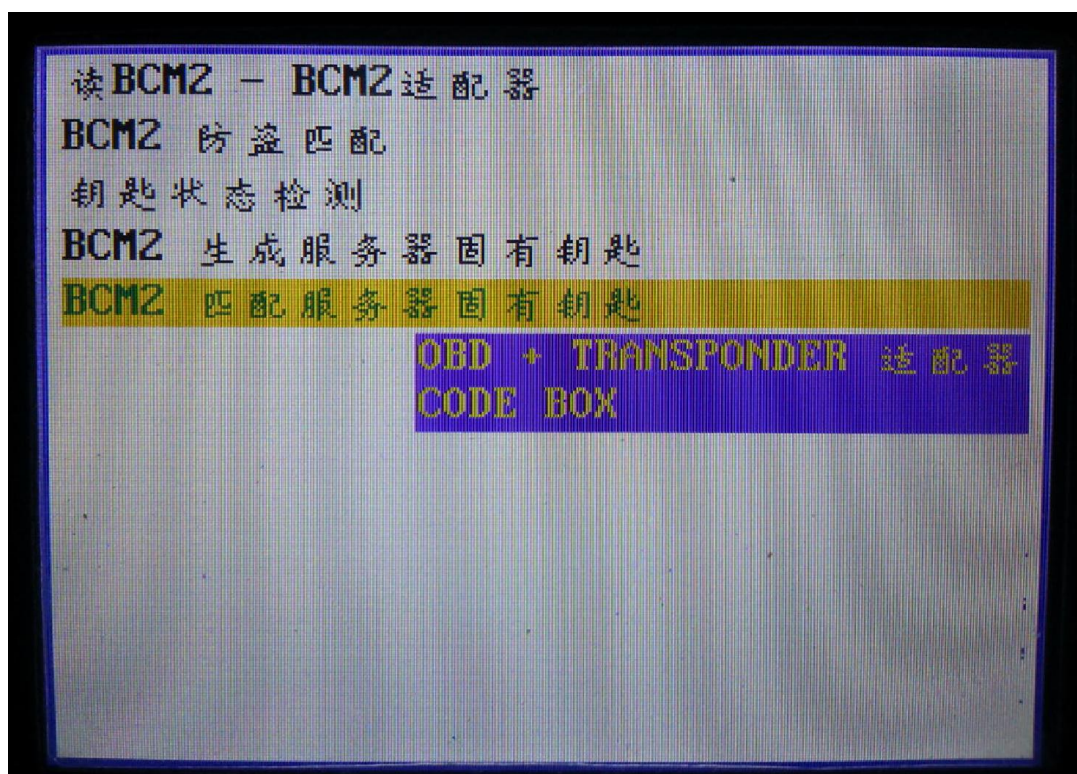 读BCM2 - BCM2适配器
BCM2 防盗匹配
钥匙状态检测
BCM2 生成服务器固有钥匙
BCM2 匹配服务器固有钥匙
OBD + TRANSPONDER 适配器
CODE BOX